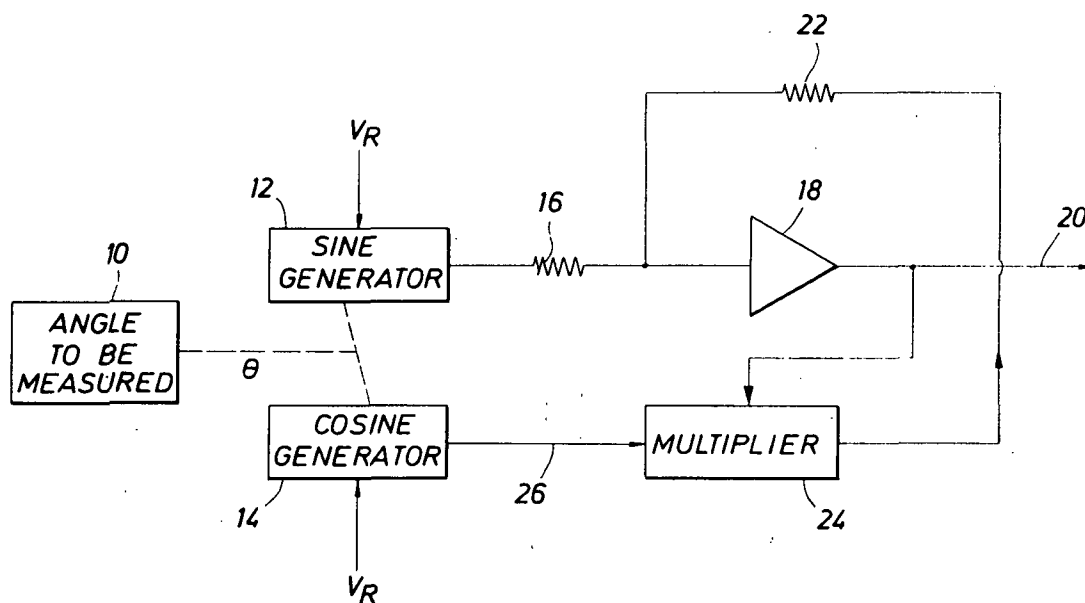 22
VR
12
18
16
20
SINE
GENERATOR
10
ANGLE
TO BE
MEASURED
θ
COSINE
GENERATOR
MULTIPLIER
26
14
24
VR